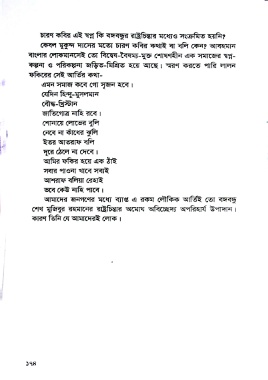 চারণ কবির এই স্বপ্ন কি বঙ্গবন্ধুর রাষ্ট্রচিন্তার মধ্যেও সংক্রমিত হয়নি?
কেবল মুকুন্দ দাসের মতো চারণ কবির কথাই বা বলি কেন? আবহমান
বাংলার লোকমানসেই তো বিদ্বেষ-বৈষম্য-মুক্ত শোষণহীন এক সমাজের স্বপ্ন-
কল্পনা ও পরিকল্পনা জড়িত-মিশ্রিত হয়ে আছে। স্মরণ করতে পারি লালন
ফকিরের সেই আর্তির কথা-
এমন সমাজ কবে গো সৃজন হবে।
যেদিন হিন্দু-মুসলমান
বৌদ্ধ-খ্রিস্টান
জাতিগোত্র নাহি রবে।
শোনায়ে লোভের বুলি
নেবে না কাঁধের ঝুলি
ইতর আতরাফ বলি
দূরে ঠেলে না দেবে।
আমির ফকির হয়ে এক ঠাঁই
সবার পাওনা খাবে সবাই
আশরাফ বলিয়া রেহাই
ভবে কেউ নাহি পাবে।
আমাদের জনগণের মধ্যে ব্যাপ্ত এ রকম লৌকিক আর্তিই তো বঙ্গবন্ধু
শেখ মুজিবুর রহমানের রাষ্ট্রচিন্তার অমোঘ অবিচ্ছেদ্য অপরিহার্য উপাদান।
কারণ তিনি যে আমাদেরই লোক।
১৭৪